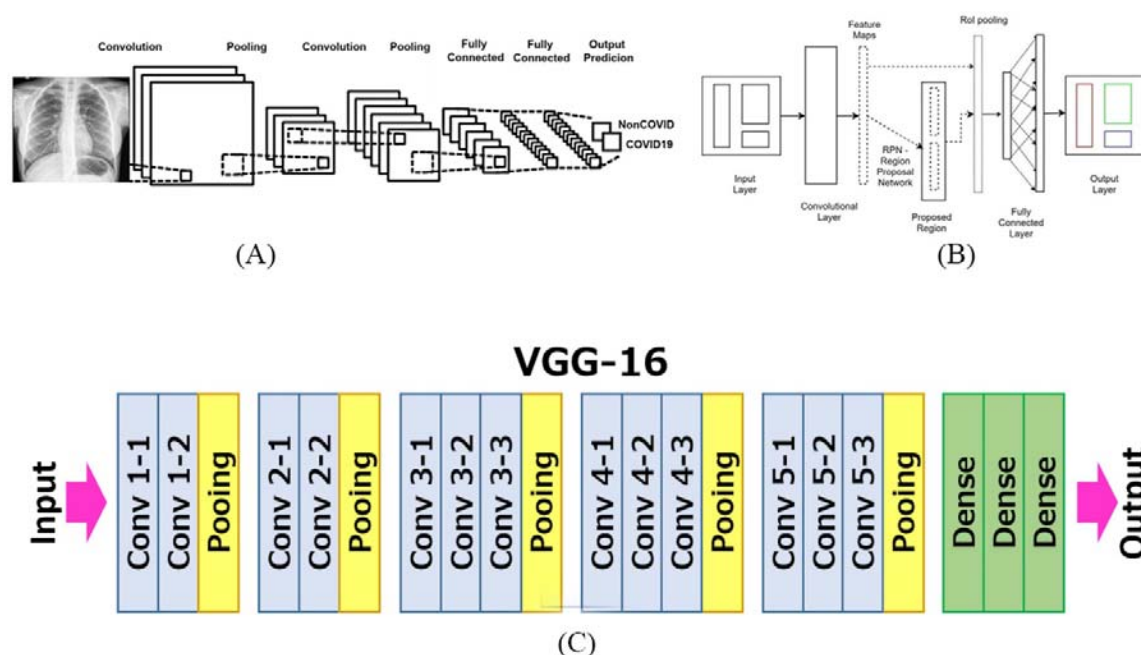 Convolution Pooling Convolution Pooling Fully Connected Fully Connected Output Predicion
NonCOVID
COVID19
(A)
Feature Maps
RoI pooling
RPN - Region Proposal Network
Input Layer
Convolutional Layer
Proposed Region
Fully Connected Layer
Output Layer
(B)
VGG-16
Input
Conv 1-1
Conv 1-2
Pooing
Conv 2-1
Conv 2-2
Pooing
Conv 3-1
Conv 3-2
Conv 3-3
Pooing
Conv 4-1
Conv 4-2
Conv 4-3
Pooing
Conv 5-1
Conv 5-2
Conv 5-3
Pooing
Dense
Dense
Dense
Output
(C)